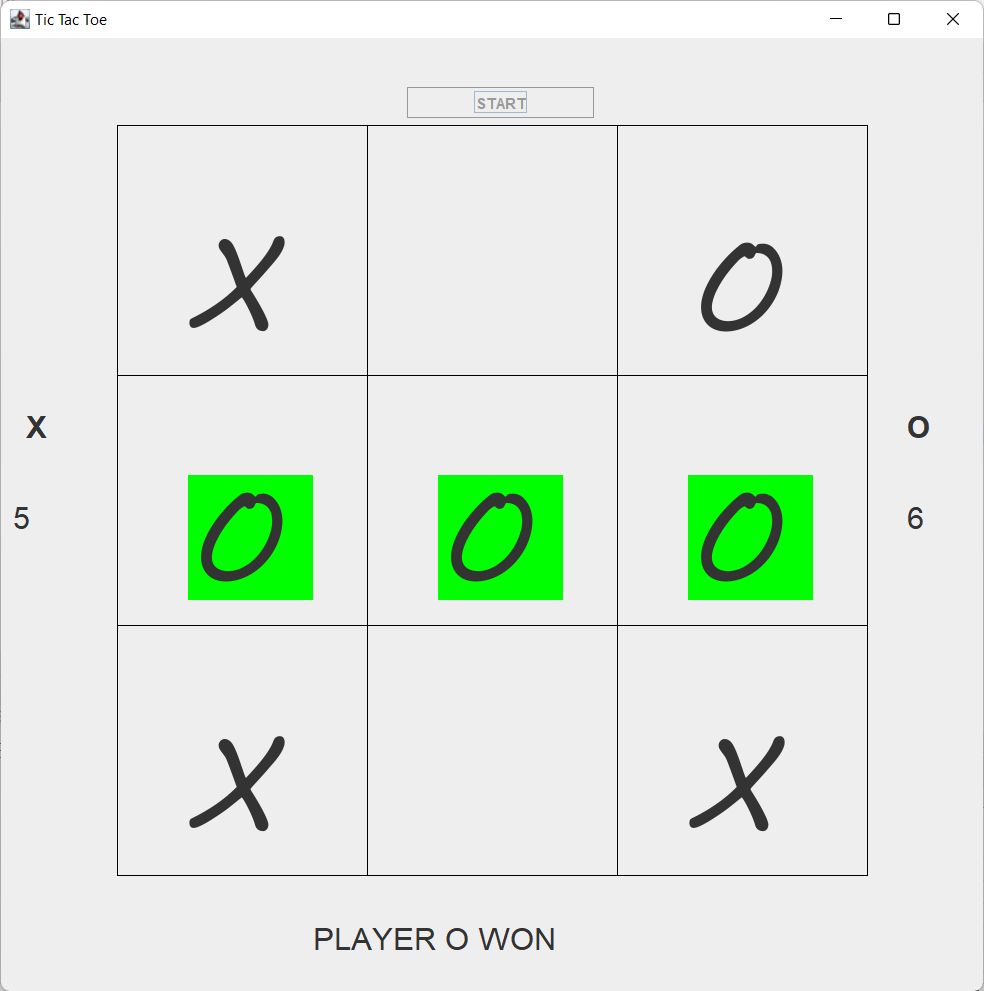 Tic Tac Toe
START
X O
O O O
X X
X
5
O
6
PLAYER O WON